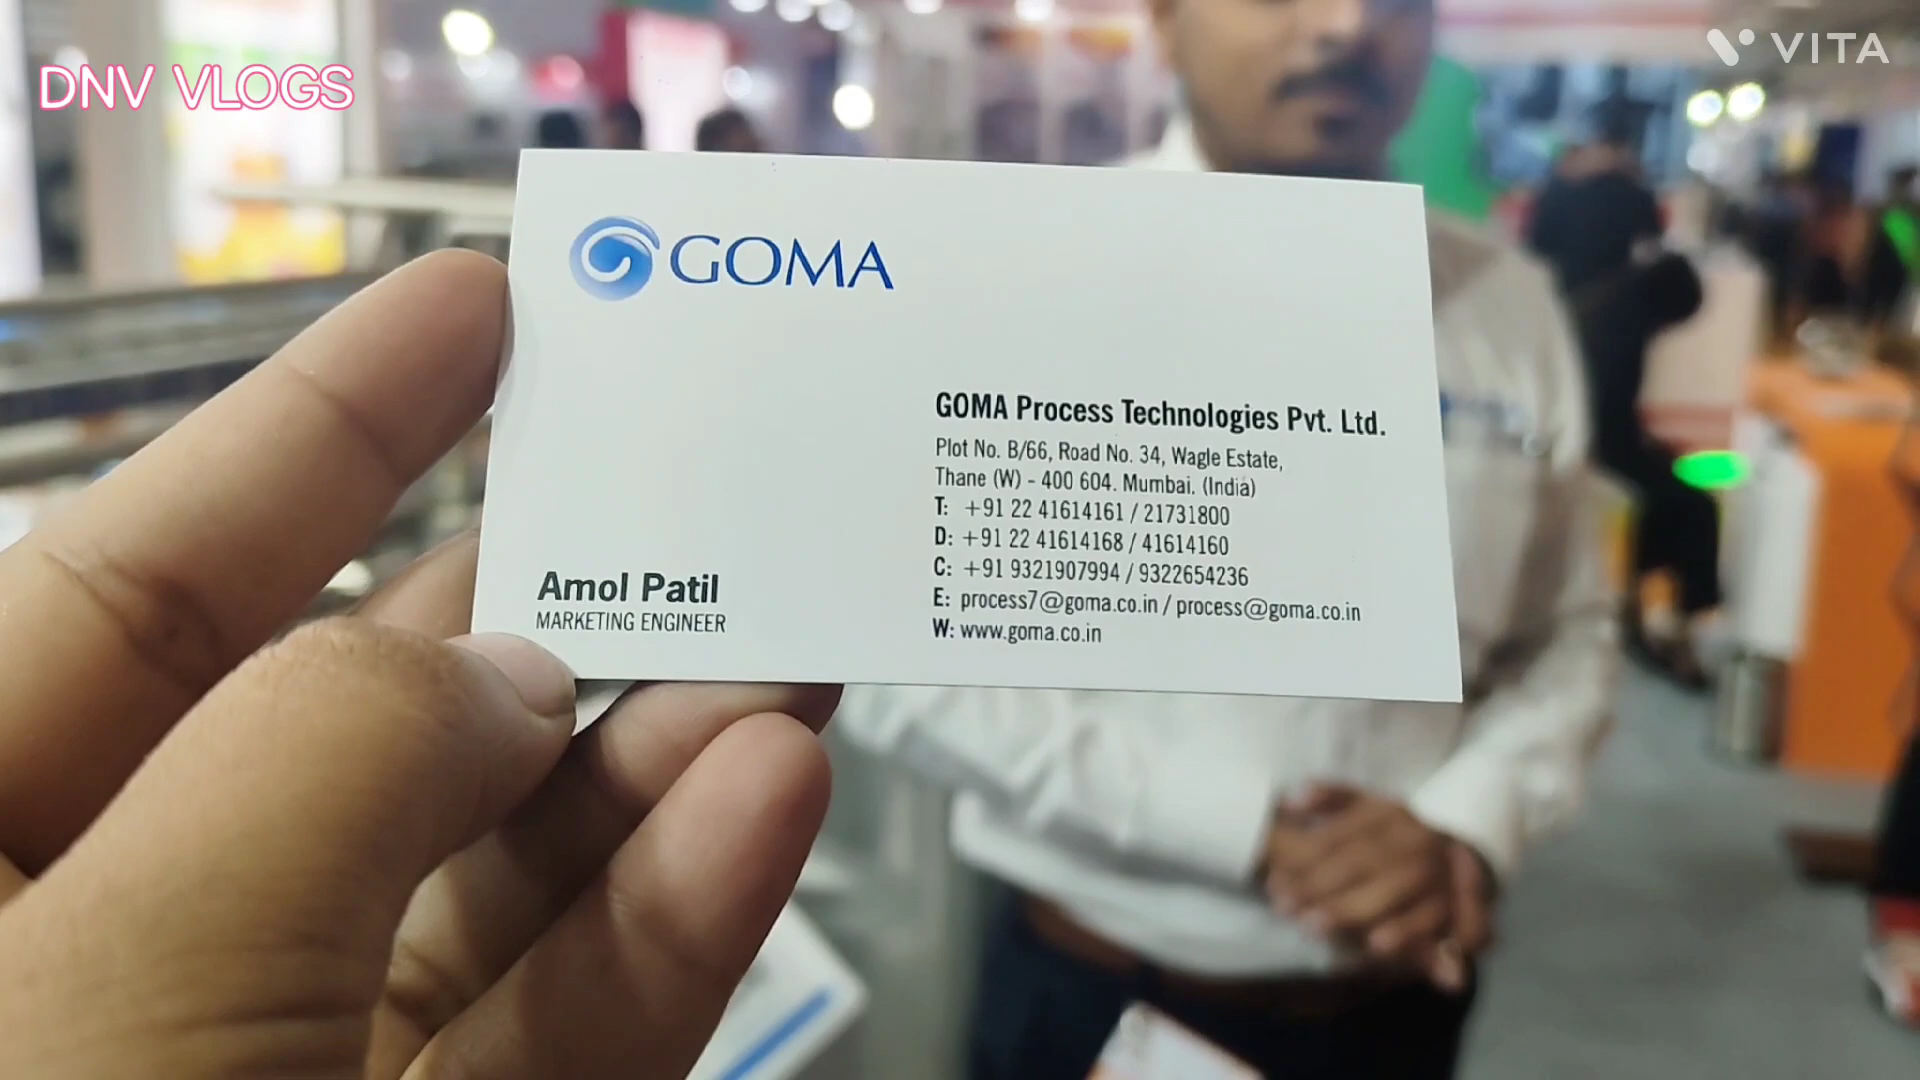 DNV VLOGS
VITA
GOMA
GOMA Process Technologies Pvt. Ltd.
Plot No. B/66, Road No. 34, Wagle Estate,
Thane (W) - 400 604. Mumbai. (India)
T: +91 22 41614161 / 21731800
D: +91 22 41614168 / 41614160
C: +91 9321907994 / 9322654236
E: process7@goma.co.in / process@goma.co.in
W: www.goma.co.in
Amol Patil
MARKETING ENGINEER